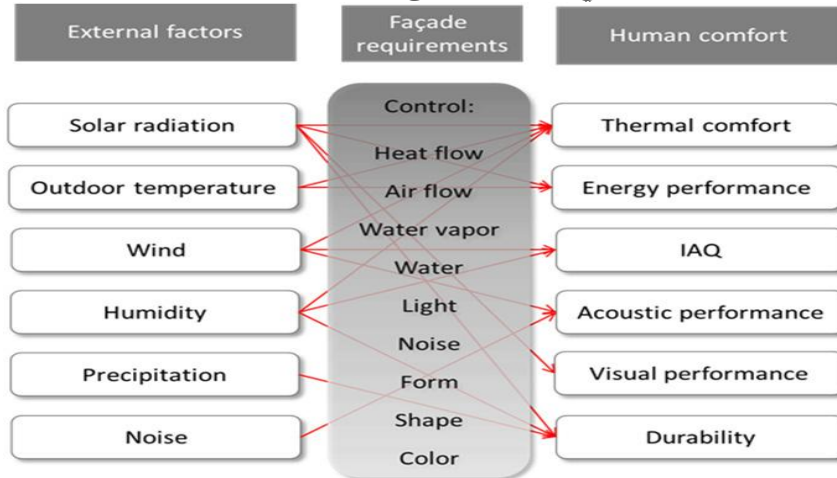 External factors
Façade
requirements
Human comfort
Solar radiation
Outdoor temperature
Wind
Humidity
Precipitation
Noise
Control:
Heat flow
Air flow
Water vapor
Water
Light
Noise
Form
Shape
Color
Thermal comfort
Energy performance
IAQ
Acoustic performance
Visual performance
Durability